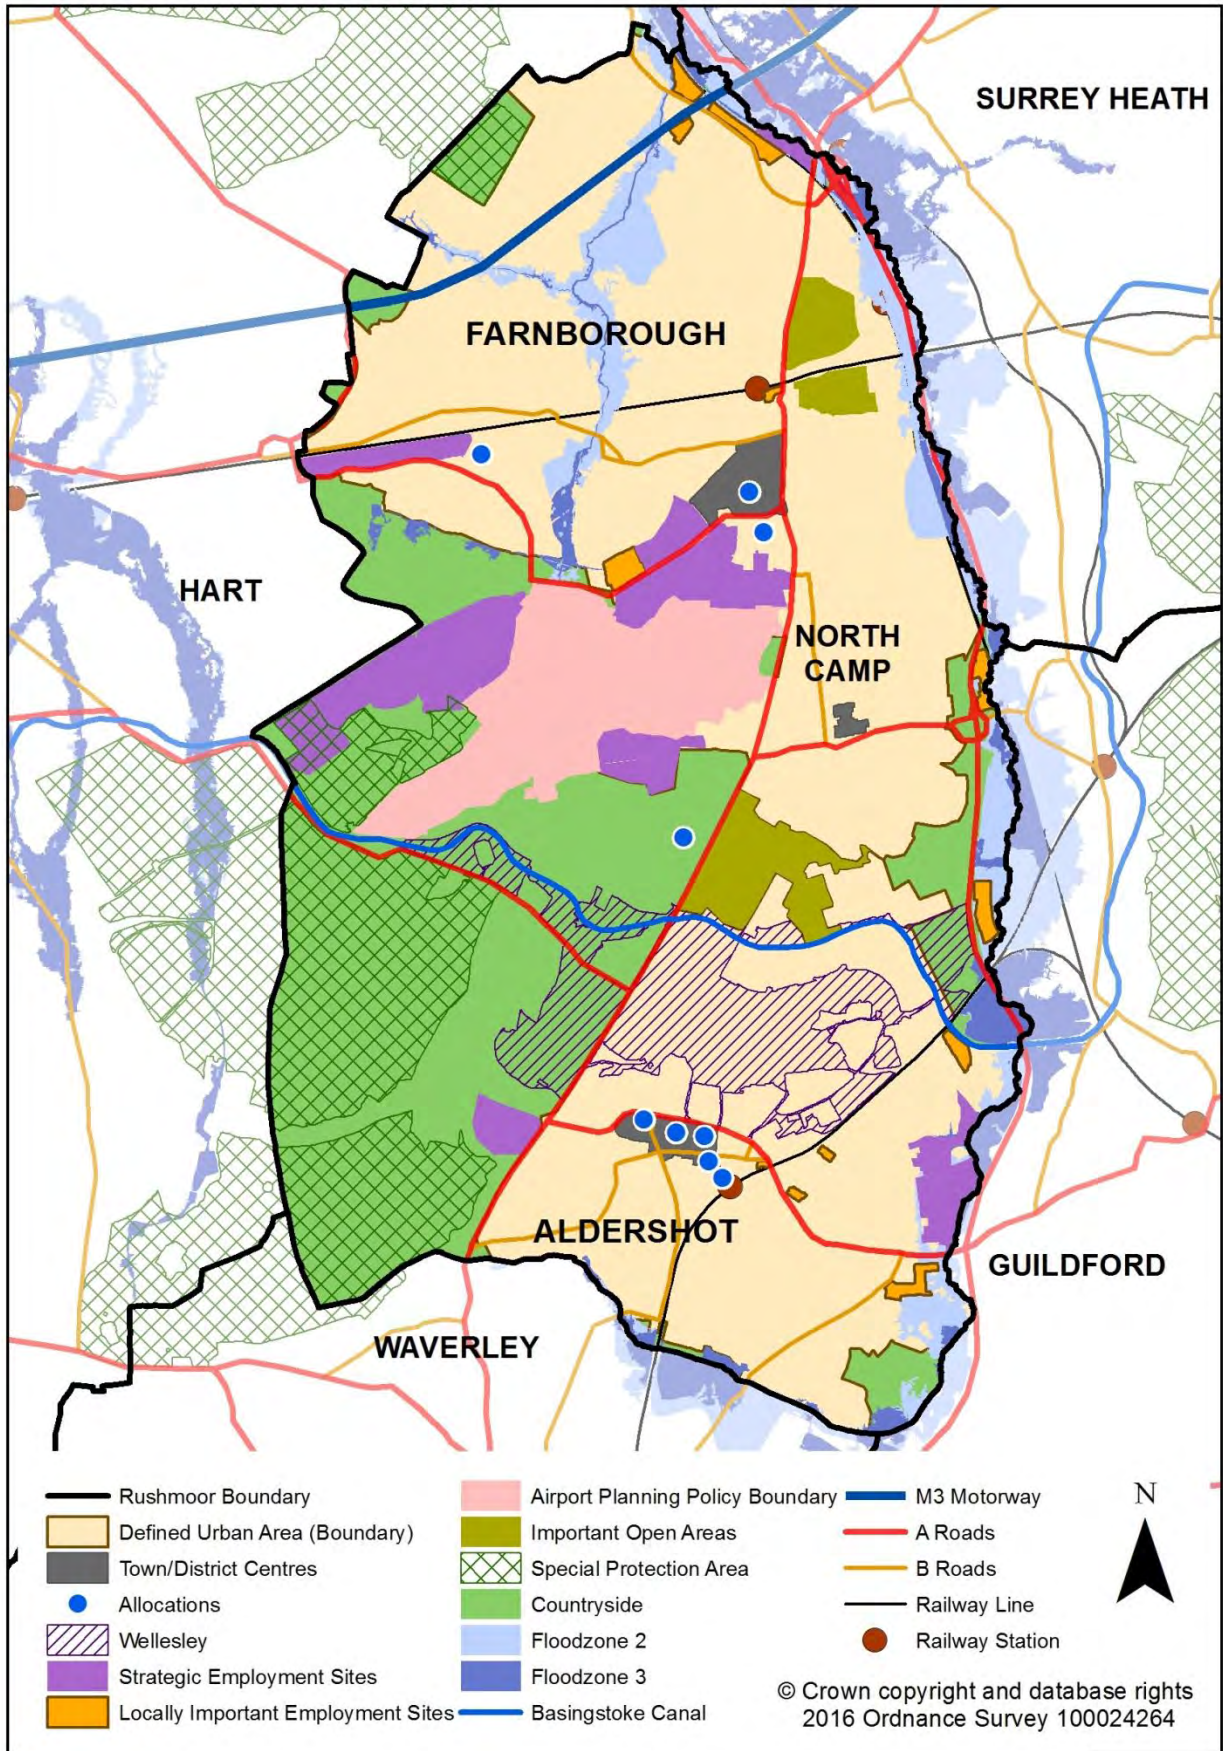 SURREY HEATH
FARNBOROUGH
HART
NORTH
CAMP
ALDERSHOT
GUILDFORD
WAVERLEY
Rushmoor Boundary
Defined Urban Area (Boundary)
Town/District Centres
Allocations
Wellesley
Strategic Employment Sites
Locally Important Employment Sites
Airport Planning Policy Boundary
Important Open Areas
Special Protection Area
Countryside
Floodzone 2
Floodzone 3
Basingstoke Canal
M3 Motorway
A Roads
B Roads
Railway Line
Railway Station
N
© Crown copyright and database rights
2016 Ordnance Survey 100024264